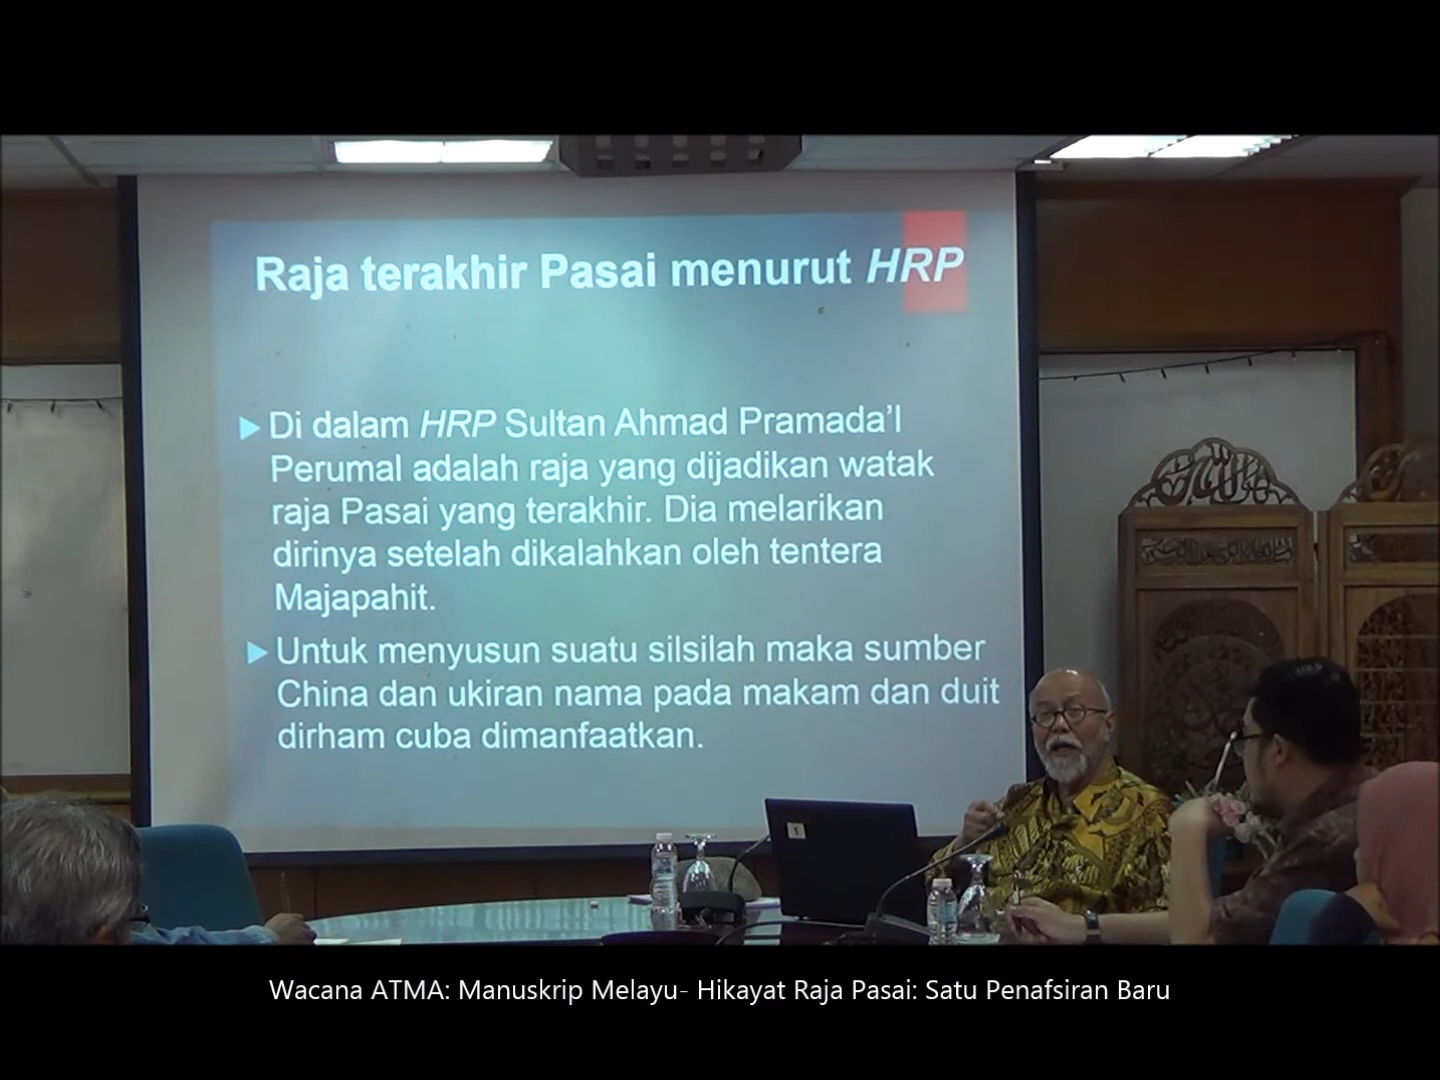 Raja terakhir Pasai menurut HRP
Di dalam HRP Sultan Ahmad Pramada'l
Perumal adalah raja yang dijadikan watak
raja Pasai yang terakhir. Dia melarikan
dirinya setelah dikalahkan oleh tentera
Majapahit.
Untuk menyusun suatu silsilah maka sumber
China dan ukiran nama pada makam dan duit
dirham cuba dimanfaatkan.
1
Wacana ATMA: Manuskrip Melayu- Hikayat Raja Pasai: Satu Penafsiran Baru